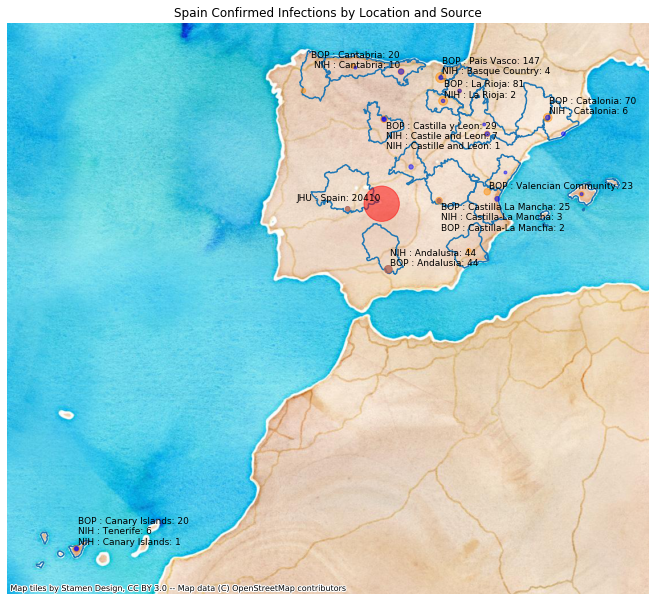 Spain Confirmed Infections by Location and Source
BOP : Cantabria: 20
NIH : Cantabria: 10
BOP : Pais Vasco: 147
NIH : Basque Country: 4
BOP : La Rioja: 81
NIH : La Rioja: 2
BOP : Catalonia: 70
NIH : Catalonia: 6
BOP : Castilla y Leon: 29
NIH : Castile and Leon: 7
NIH : Castille and Leon: 1
BOP : Valencian Community: 23
JHU : Spain: 20410
BOP : Castilla La Mancha: 25
NIH : Castilla-La Mancha: 3
BOP : Castilla-La Mancha: 2
NIH : Andalusia: 44
BOP : Andalusia: 44
BOP : Canary Islands: 20
NIH : Tenerife: 6
NIH : Canary Islands: 1
Map tiles by Stamen Design, CC BY 3.0 -- Map data (C) OpenStreetMap contributors